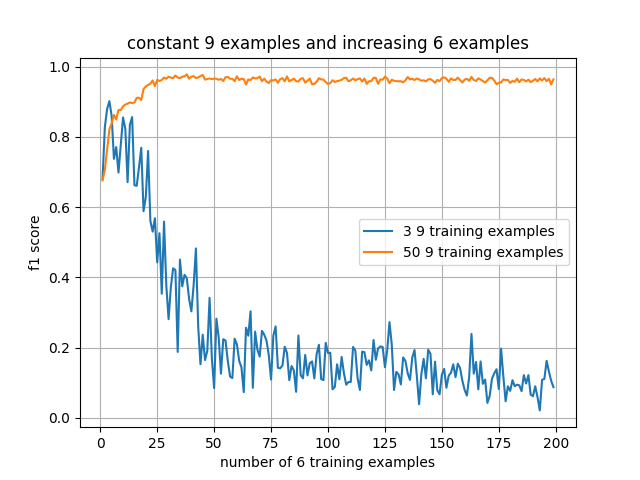 constant 9 examples and increasing 6 examples
f1 score
1.0
0.8
0.6
0.4
0.2
0.0
3 9 training examples
50 9 training examples
0 25 50 75 100 125 150 175 200
number of 6 training examples